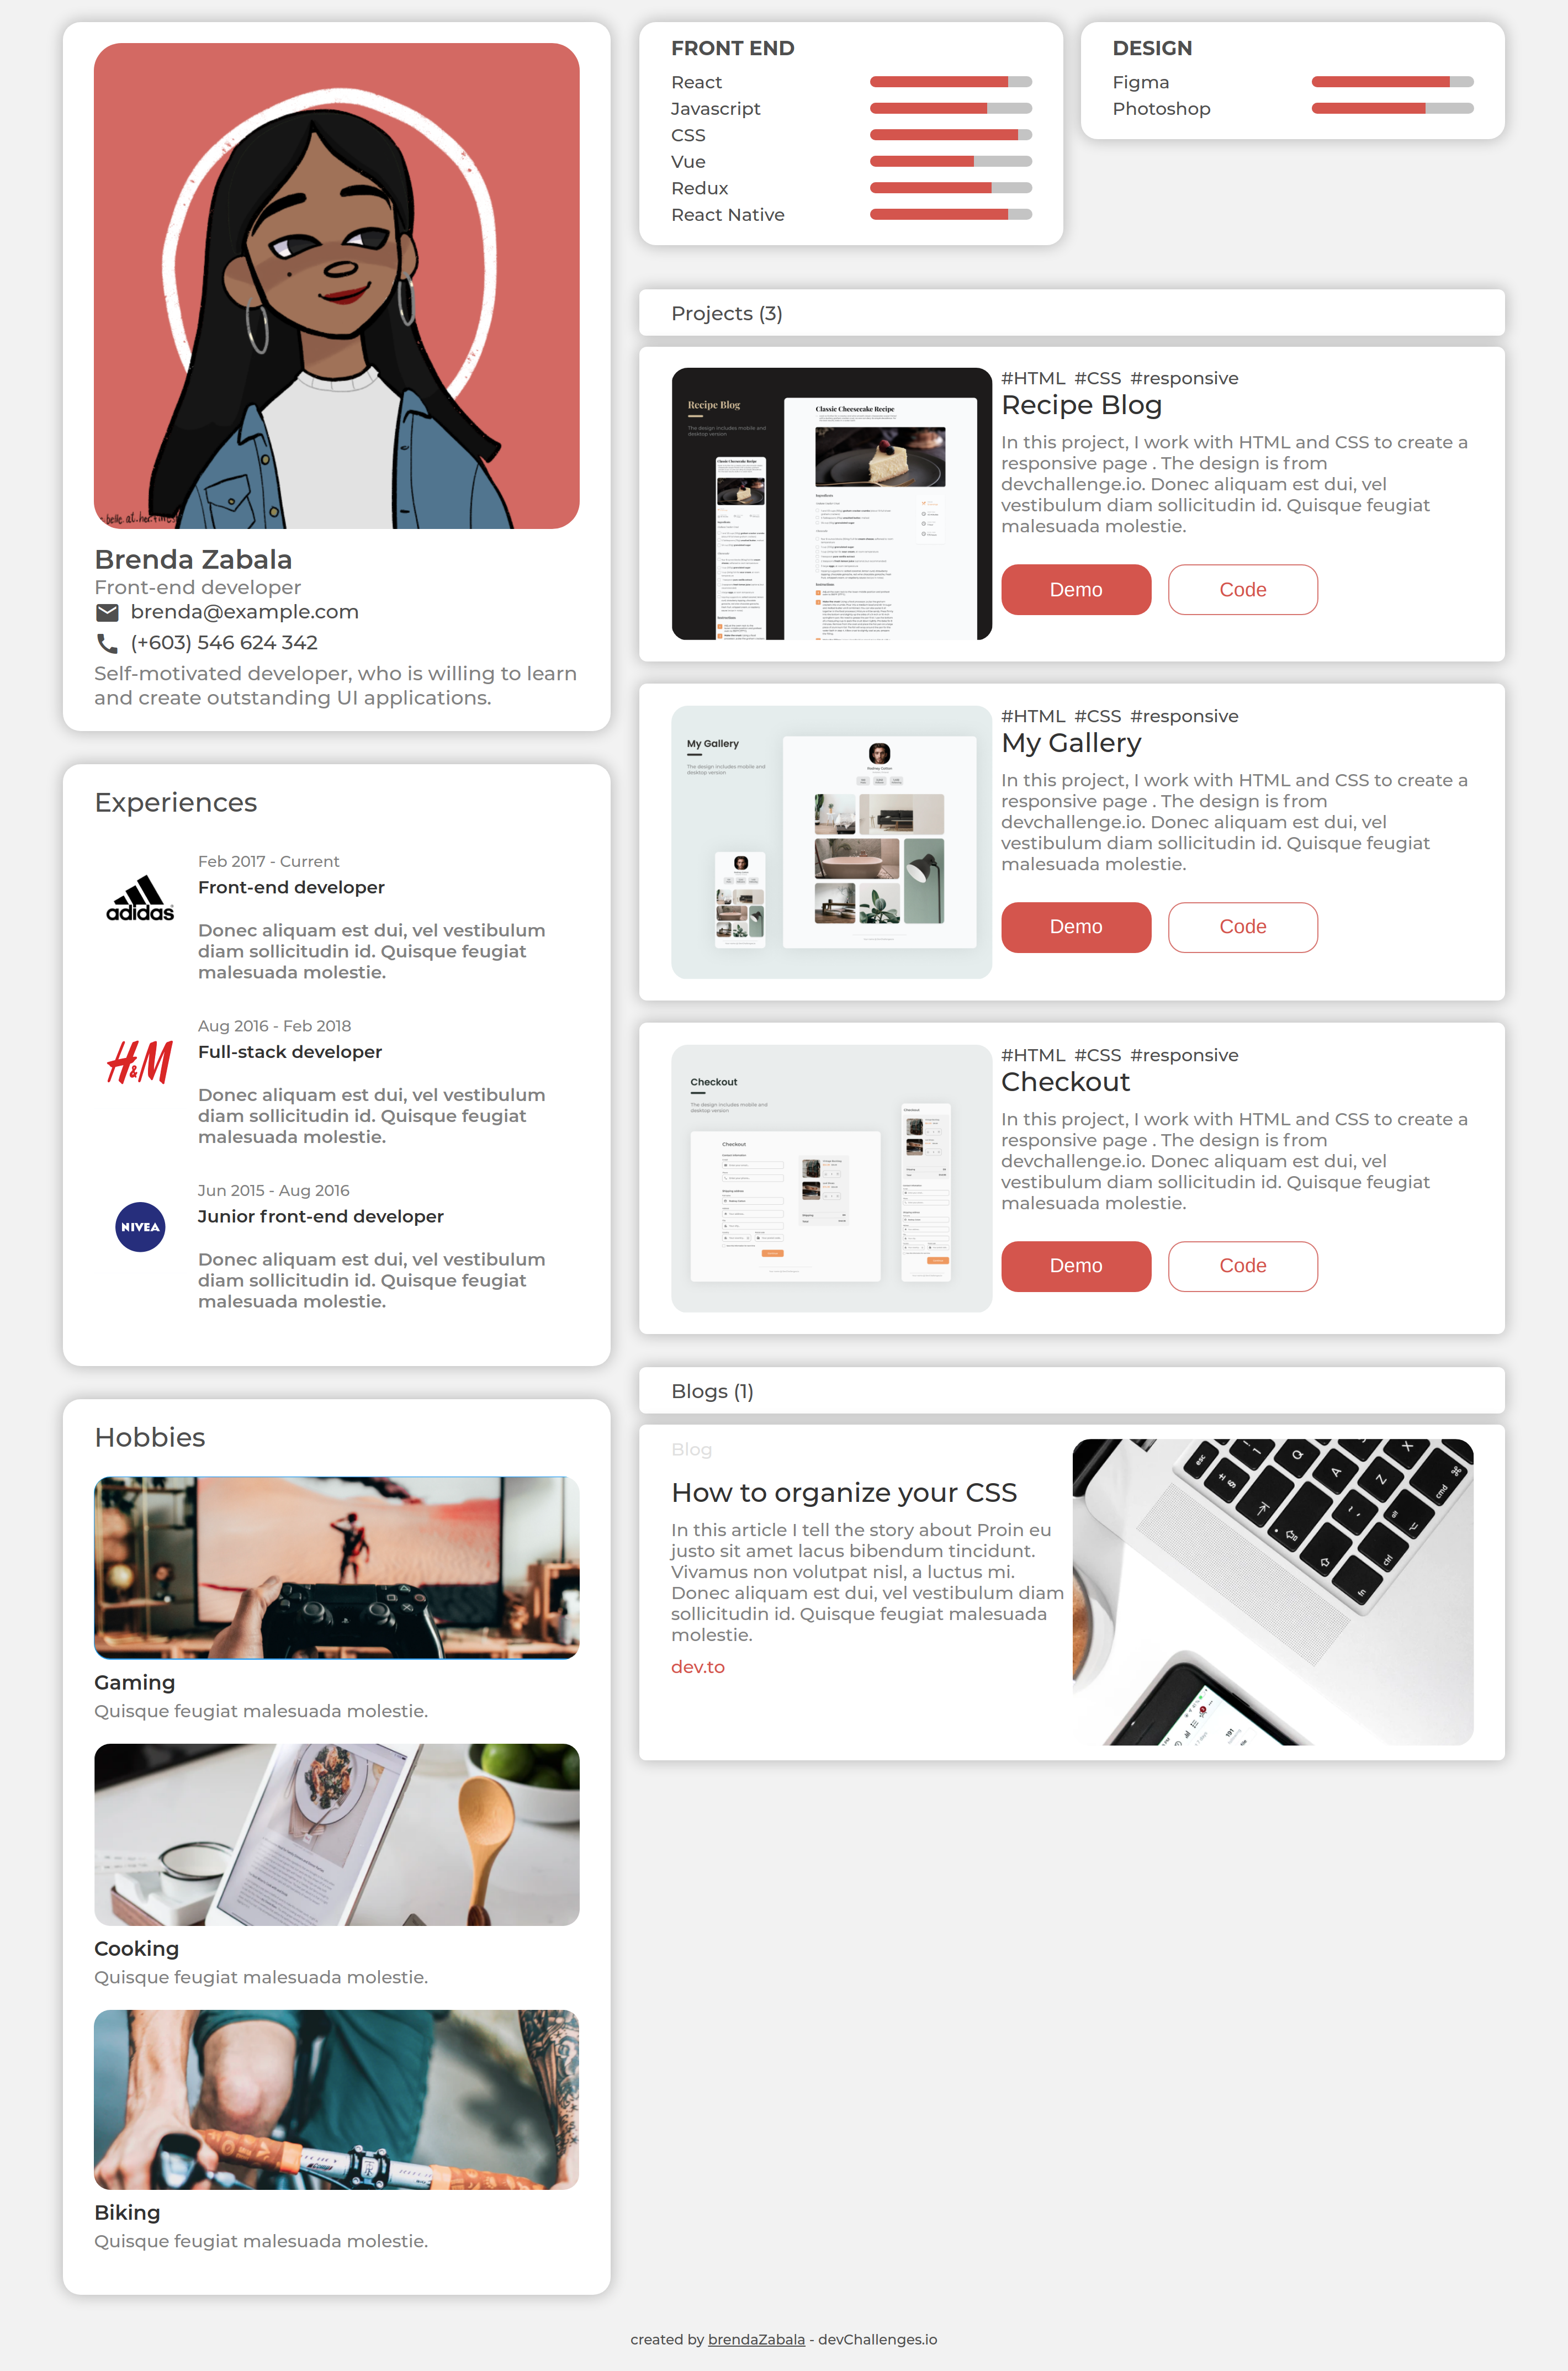 -belle.at.her.finest
Brenda Zabala
Front-end developer
brenda@example.com
(+603) 546 624 342
Self-motivated developer, who is willing to learn
and create outstanding UI applications.
Experiences
adidas
Feb 2017 - Current
Front-end developer
Donec aliquam est dui, vel vestibulum
diam sollicitudin id. Quisque feugiat
malesuada molestie.
H&M
Aug 2016 - Feb 2018
Full-stack developer
Donec aliquam est dui, vel vestibulum
diam sollicitudin id. Quisque feugiat
malesuada molestie.
NIVEA
Jun 2015 - Aug 2016
Junior front-end developer
Donec aliquam est dui, vel vestibulum
diam sollicitudin id. Quisque feugiat
malesuada molestie.
Hobbies
Gaming
Quisque feugiat malesuada molestie.
Cooking
Quisque feugiat malesuada molestie.
Biking
Quisque feugiat malesuada molestie.
FRONT END
React
Javascript
CSS
Vue
Redux
React Native
DESIGN
Figma
Photoshop
Projects (3)
Recipe Blog
The design includes mobile and
desktop version
Classic Cheesecake Recipe
Classic Cheesecake Recipe
Ingredients
Instructions
#HTML #CSS #responsive
Recipe Blog
In this project, I work with HTML and CSS to create a
responsive page . The design is from
devchallenge.io. Donec aliquam est dui, vel
vestibulum diam sollicitudin id. Quisque feugiat
malesuada molestie.
Demo
Code
My Gallery
The design includes mobile and
desktop version
#HTML #CSS #responsive
My Gallery
In this project, I work with HTML and CSS to create a
responsive page . The design is from
devchallenge.io. Donec aliquam est dui, vel
vestibulum diam sollicitudin id. Quisque feugiat
malesuada molestie.
Demo
Code
Checkout
The design includes mobile and
desktop version
Checkout
Checkout
#HTML #CSS #responsive
Checkout
In this project, I work with HTML and CSS to create a
responsive page . The design is from
devchallenge.io. Donec aliquam est dui, vel
vestibulum diam sollicitudin id. Quisque feugiat
malesuada molestie.
Demo
Code
Blogs (1)
Blog
How to organize your CSS
In this article I tell the story about Proin eu
justo sit amet lacus bibendum tincidunt.
Vivamus non volutpat nisl, a luctus mi.
Donec aliquam est dui, vel vestibulum diam
sollicitudin id. Quisque feugiat malesuada
molestie.
dev.to
esc
Q
A
Z
X
cmd
ctrl
fn
created by brendaZabala - devChallenges.io